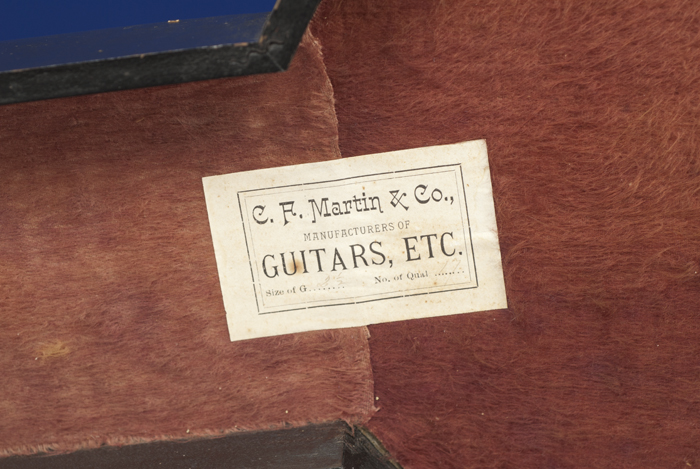 C. F. Martin & Co.,
MANUFACTURERS OF
GUITARS, ETC.
Size of G........ No. of Qual .......